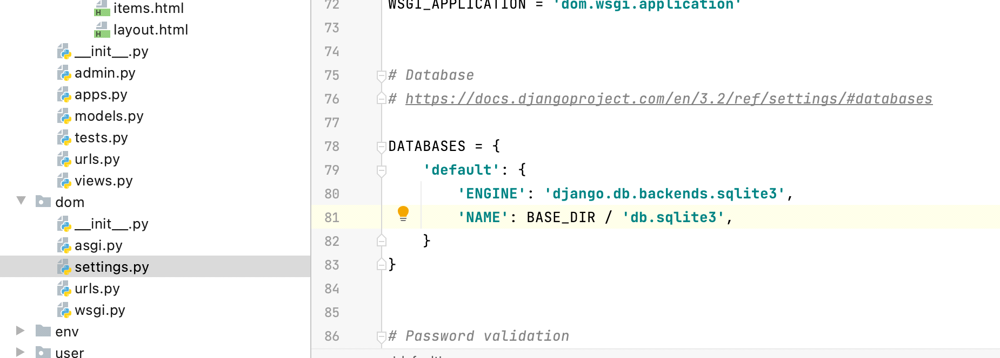 items.html
layout.html
__init__.py
admin.py
apps.py
models.py
tests.py
urls.py
views.py
dom
__init__.py
asgi.py
settings.py
urls.py
wsgi.py
env
user
72 WSGI_APPLICATION = 'dom.wsgi.application'
73
74
75 # Database
76 # https://docs.djangoproject.com/en/3.2/ref/settings/#databases
77
78 DATABASES = {
79     'default': {
80         'ENGINE': 'django.db.backends.sqlite3',
81         'NAME': BASE_DIR / 'db.sqlite3',
82     }
83 }
84
85
86 # Password validation